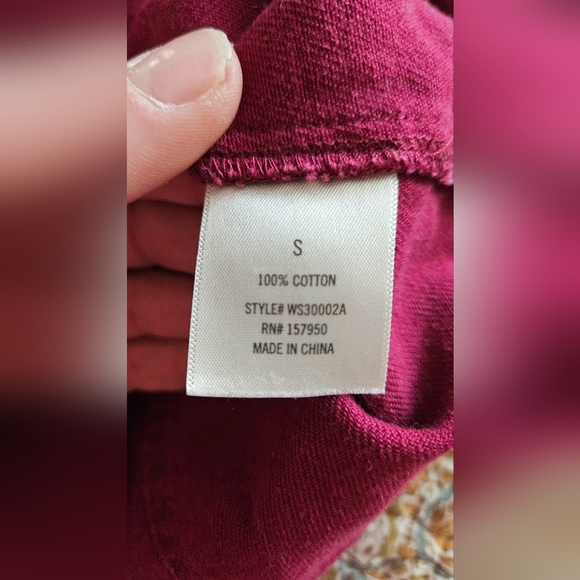 S
100% COTTON
STYLE# WS30002A
RN# 157950
MADE IN CHINA